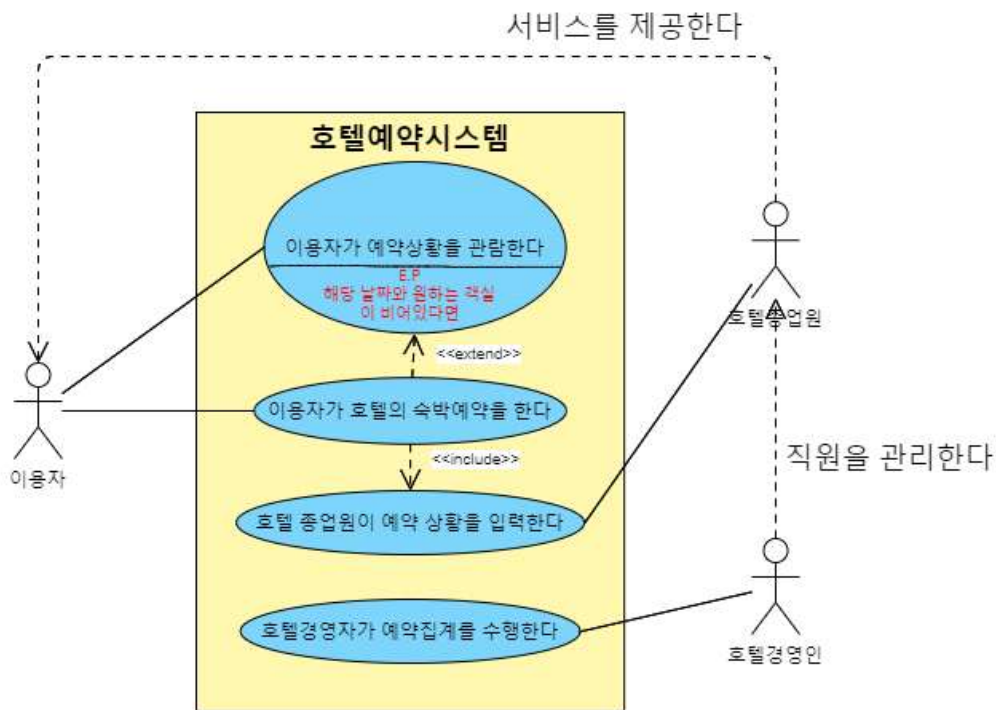 서비스를 제공한다
호텔예약시스템
이용자가 예약상황을 관람한다
E.P
해당 날짜와 원하는 객실
이 비어있다면
호텔종업원
<<extend>>
이용자가 호텔의 숙박예약을 한다
<<include>>
직원을 관리한다
이용자
호텔 종업원이 예약 상황을 입력한다
호텔경영자가 예약집계를 수행한다
호텔경영인